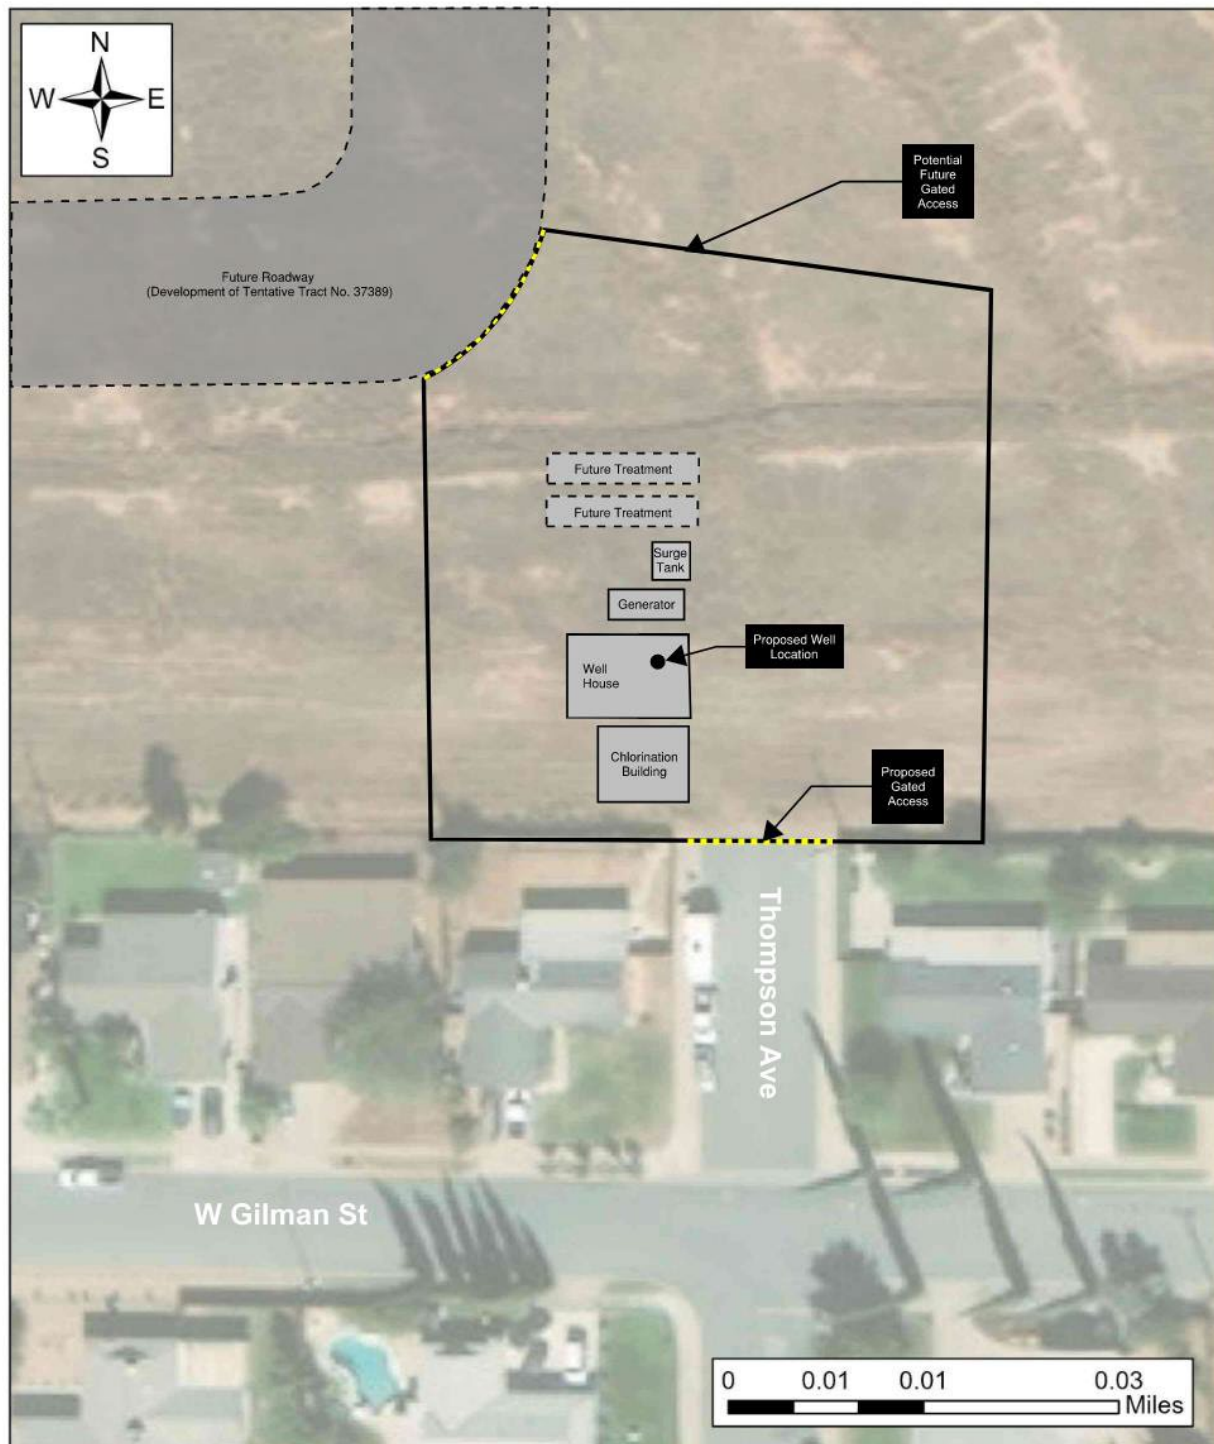 N
W E
S
Potential
Future
Gated
Access
Future Roadway
(Development of Tentative Tract No. 37389)
Future Treatment
Future Treatment
Surge
Tank
Generator
Proposed Well
Location
Well
House
Chlorination
Building
Proposed
Gated
Access
Thompson Ave
W Gilman St
0 0.01 0.01 0.03
Miles